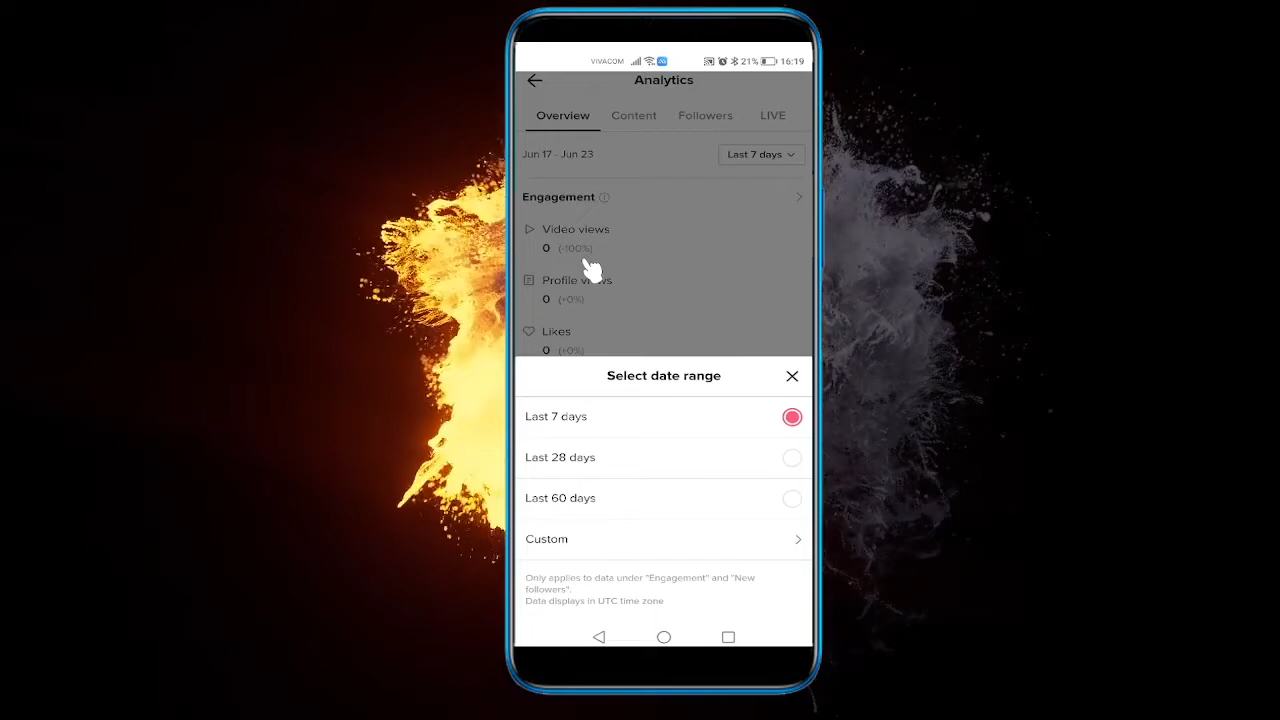 VIVACOM 21% 16:19
Analytics
Overview Content Followers LIVE
Jun 17 - Jun 23 Last 7 days
Engagement
Video views
0 (-100%)
Profile views
0 (+0%)
Likes
0 (+0%)
Select date range
Last 7 days
Last 28 days
Last 60 days
Custom
Only applies to data under "Engagement" and "New
followers".
Data displays in UTC time zone